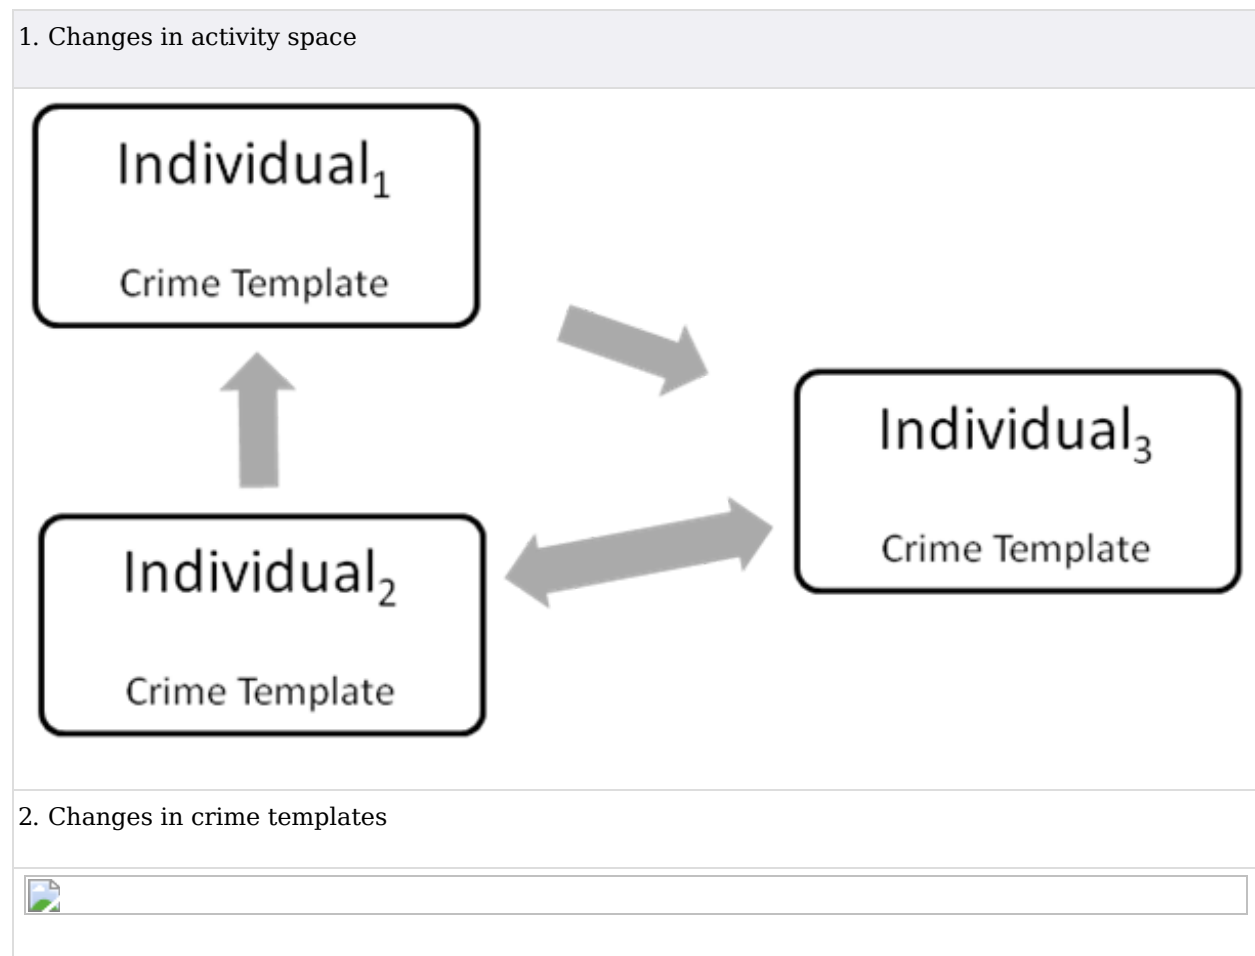 1. Changes in activity space
Individual₁
Crime Template
Individual₃
Crime Template
Individual₂
Crime Template
2. Changes in crime templates